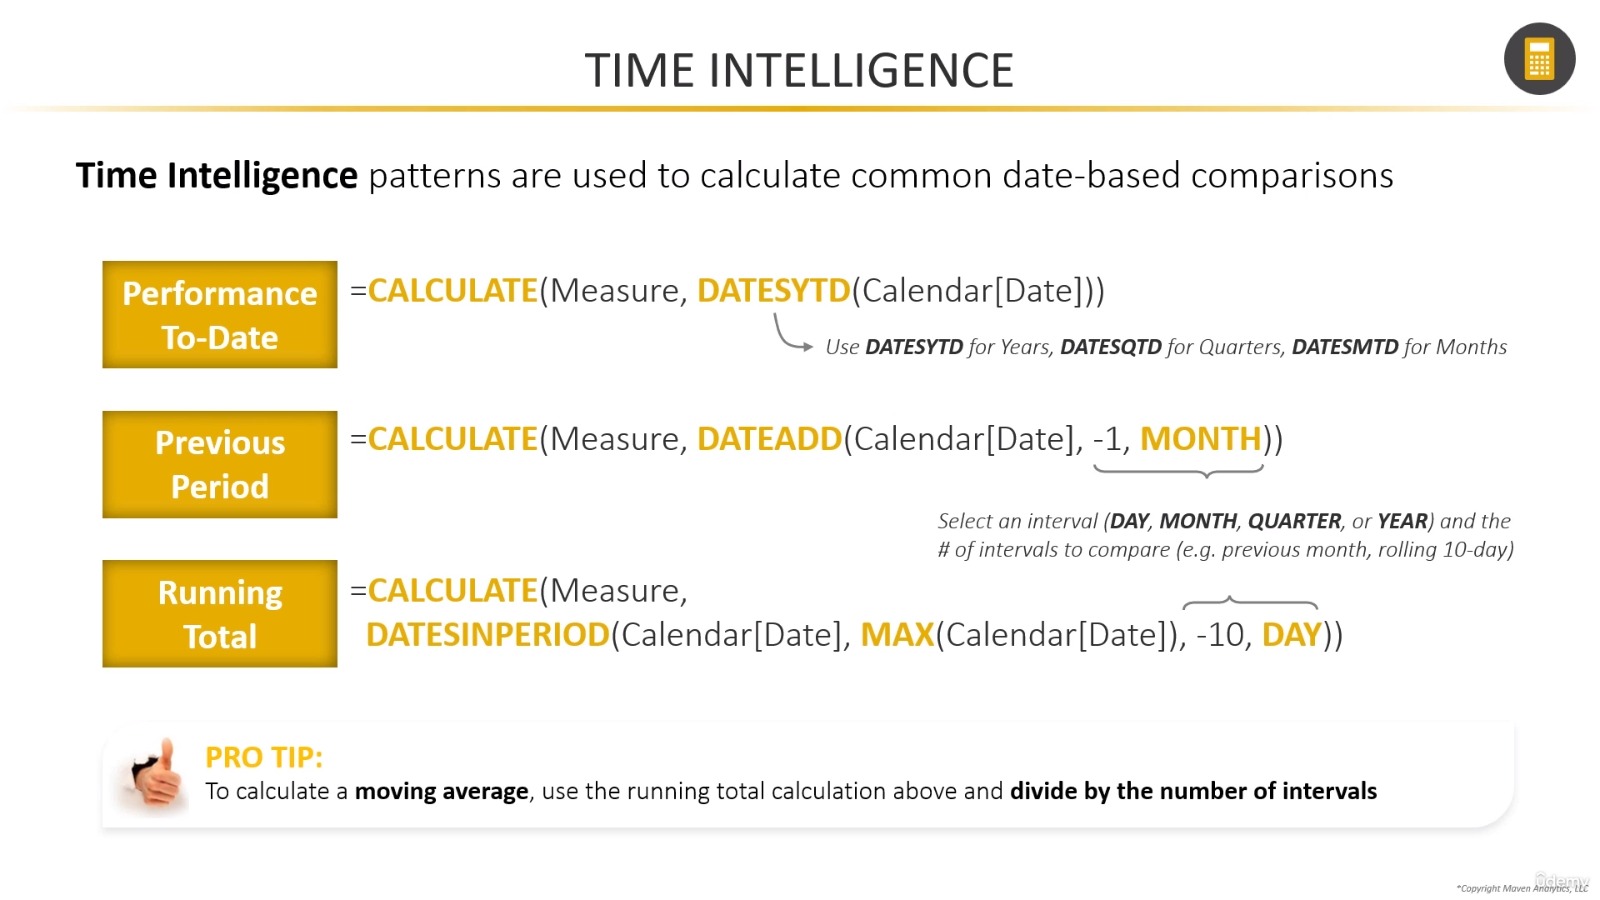 TIME INTELLIGENCE
Time Intelligence patterns are used to calculate common date-based comparisons
Performance
To-Date
=CALCULATE(Measure, DATESYTD(Calendar[Date]))
Use DATESYTD for Years, DATESQTD for Quarters, DATESMTD for Months
Previous
Period
=CALCULATE(Measure, DATEADD(Calendar[Date], -1, MONTH))
Select an interval (DAY, MONTH, QUARTER, or YEAR) and the
# of intervals to compare (e.g. previous month, rolling 10-day)
Running
Total
=CALCULATE(Measure,
DATESINPERIOD(Calendar[Date], MAX(Calendar[Date]), -10, DAY))
PRO TIP:
To calculate a moving average, use the running total calculation above and divide by the number of intervals
udemy
*Copyright Maven Analytics, LLC